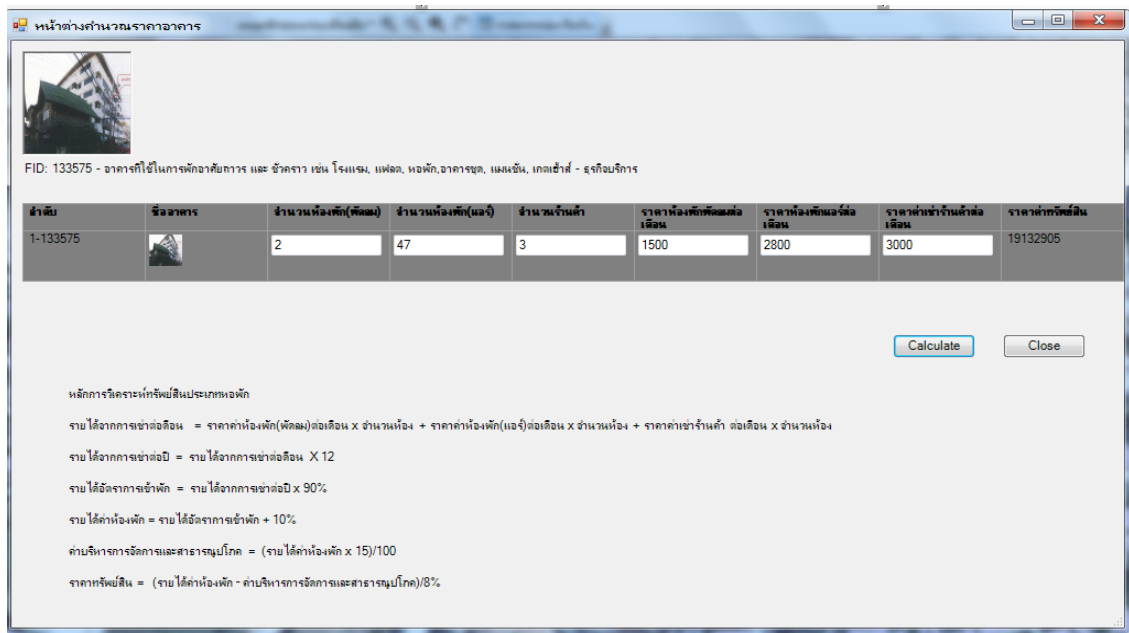 หน้าต่างคำนวณราคาอาคาร
FID: 133575 - อาคารที่ใช้ในการพักอาศัยถาวร และ ชั่วคราว เช่น โรงแรม, แฟลต, หอพัก,อาคารชุด, แมนชั่น, เกตเฮ้าส์ - ธุรกิจบริการ
ลำดับ ชื่ออาคาร จำนวนห้องพัก(พัดลม) จำนวนห้องพัก(แอร์) จำนวนร้านค้า ราคาห้องพักพัดลมต่อเดือน ราคาห้องพักแอร์ต่อเดือน ราคาค่าเช่าร้านค้าต่อเดือน ราคาค่าทรัพย์สิน
1-133575 2 47 3 1500 2800 3000 19132905
Calculate Close
หลักการวิเคราะห์ทรัพย์สินประเภทหอพัก
รายได้จากการเช่าต่อเดือน = ราคาค่าห้องพัก(พัดลม)ต่อเดือน x จำนวนห้อง + ราคาค่าห้องพัก(แอร์)ต่อเดือน x จำนวนห้อง + ราคาค่าเช่าร้านค้า ต่อเดือน x จำนวนห้อง
รายได้จากการเช่าต่อปี = รายได้จากการเช่าต่อเดือน X 12
รายได้อัตราการเข้าพัก = รายได้จากการเช่าต่อปี x 90%
รายได้ค่าห้องพัก = รายได้อัตราการเข้าพัก + 10%
ค่าบริหารการจัดการและสาธารณุปโภค = (รายได้ค่าห้องพัก x 15)/100
ราคาทรัพย์สิน = (รายได้ค่าห้องพัก - ค่าบริหารการจัดการและสาธารณุปโภค)/8%